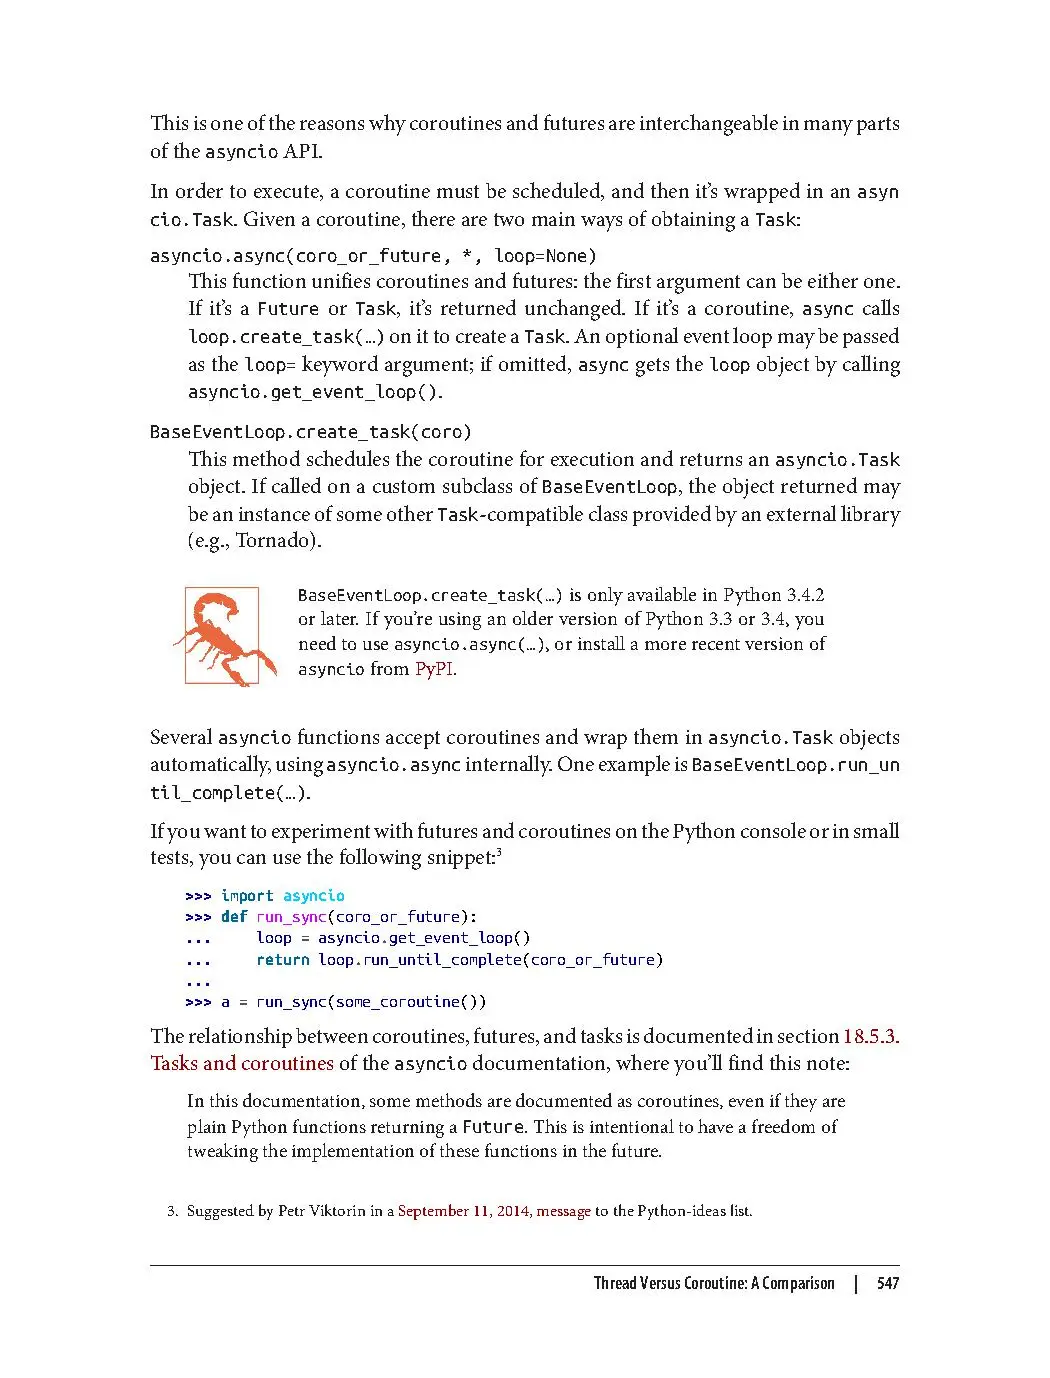 This is one of the reasons why coroutines and futures are interchangeable in many parts
of the asyncio API.
In order to execute, a coroutine must be scheduled, and then it’s wrapped in an asyn
cio.Task. Given a coroutine, there are two main ways of obtaining a Task:
asyncio.async(coro_or_future, *, loop=None)
This function unifies coroutines and futures: the first argument can be either one.
If it’s a Future or Task, it’s returned unchanged. If it’s a coroutine, async calls
loop.create_task(…) on it to create a Task. An optional event loop may be passed
as the loop= keyword argument; if omitted, async gets the loop object by calling
asyncio.get_event_loop().
BaseEventLoop.create_task(coro)
This method schedules the coroutine for execution and returns an asyncio.Task
object. If called on a custom subclass of BaseEventLoop, the object returned may
be an instance of some other Task-compatible class provided by an external library
(e.g., Tornado).
BaseEventLoop.create_task(…) is only available in Python 3.4.2
or later. If you’re using an older version of Python 3.3 or 3.4, you
need to use asyncio.async(…), or install a more recent version of
asyncio from PyPI.
Several asyncio functions accept coroutines and wrap them in asyncio.Task objects
automatically, using asyncio.async internally. One example is BaseEventLoop.run_un
til_complete(…).
If you want to experiment with futures and coroutines on the Python console or in small
tests, you can use the following snippet:³
>>> import asyncio
>>> def run_sync(coro_or_future):
...     loop = asyncio.get_event_loop()
...     return loop.run_until_complete(coro_or_future)
...
>>> a = run_sync(some_coroutine())
The relationship between coroutines, futures, and tasks is documented in section 18.5.3.
Tasks and coroutines of the asyncio documentation, where you’ll find this note:
In this documentation, some methods are documented as coroutines, even if they are
plain Python functions returning a Future. This is intentional to have a freedom of
tweaking the implementation of these functions in the future.
3. Suggested by Petr Viktorin in a September 11, 2014, message to the Python-ideas list.
Thread Versus Coroutine: A Comparison | 547